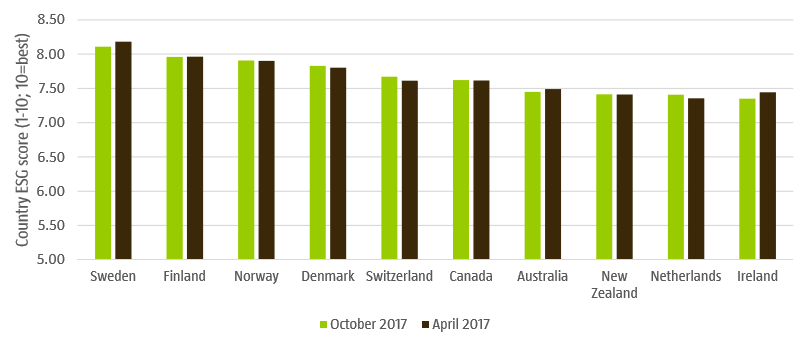 Country ESG score (1-10; 10=best)
8.50
8.00
7.50
7.00
6.50
6.00
5.50
5.00
Sweden
Finland
Norway
Denmark
Switzerland
Canada
Australia
New
Zealand
Netherlands
Ireland
October 2017
April 2017